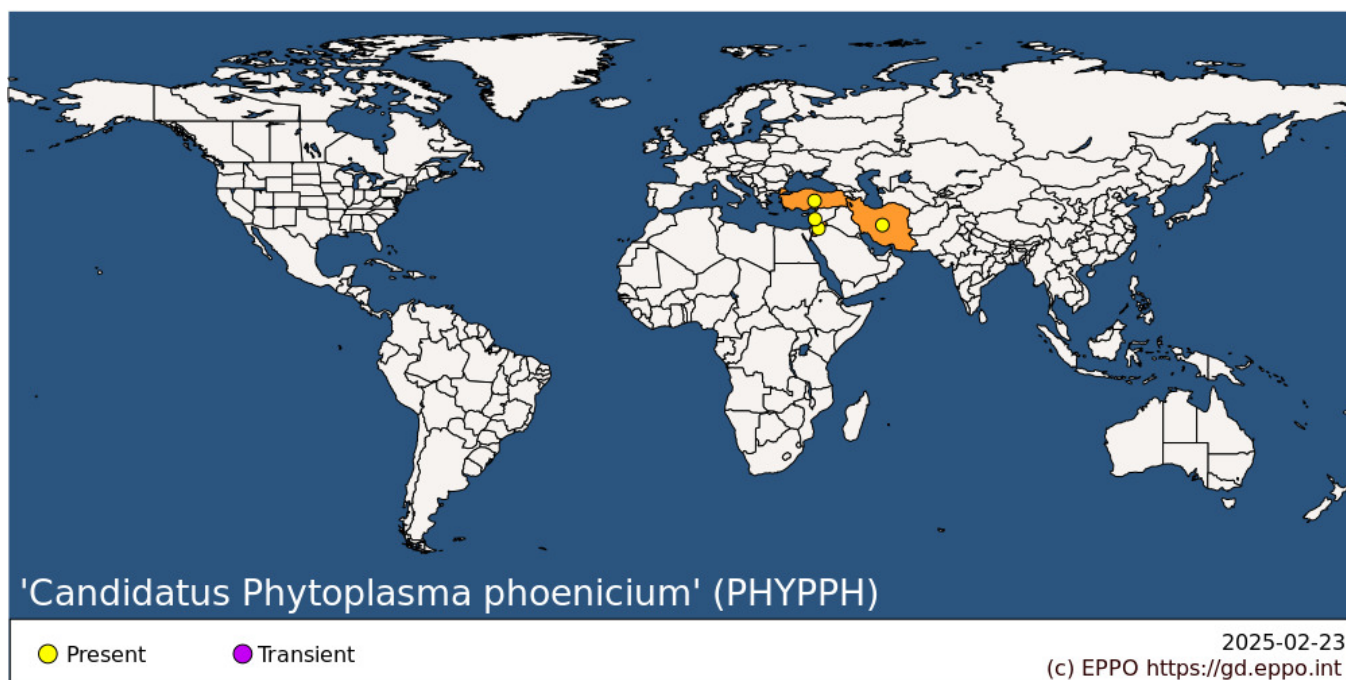 'Candidatus Phytoplasma phoenicium' (PHYPPH)
Present
Transient
2025-02-23
(c) EPPO https://gd.eppo.int